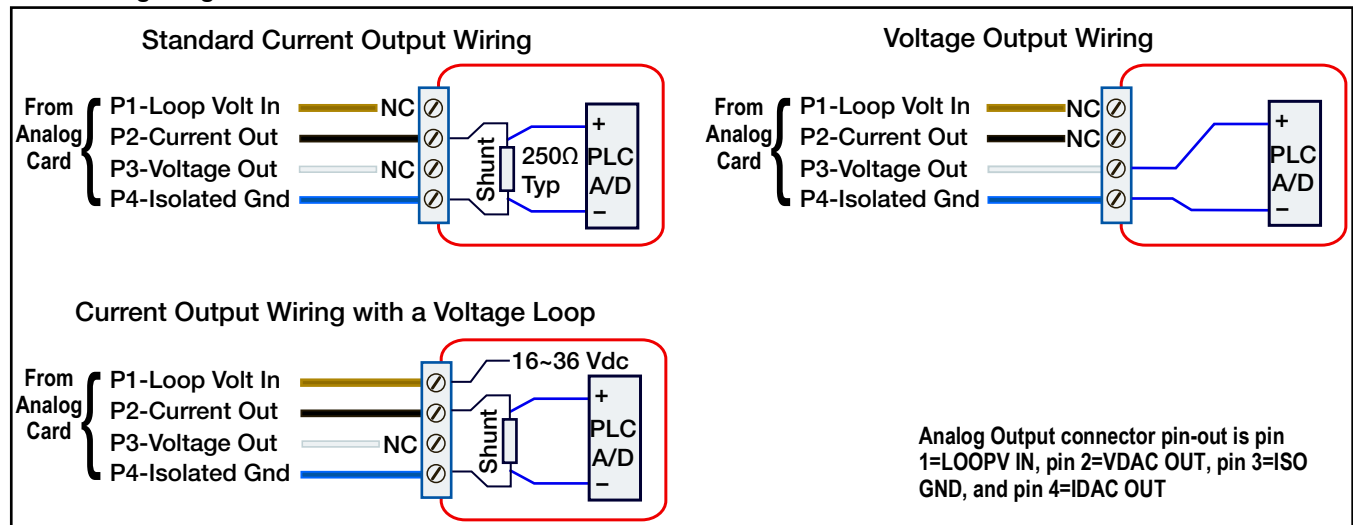 Standard Current Output Wiring
From
Analog
Card
P1-Loop Volt In
NC
P2-Current Out
P3-Voltage Out
NC
P4-Isolated Gnd
Shunt
250Ω
Typ
+
PLC
A/D
−
Voltage Output Wiring
From
Analog
Card
P1-Loop Volt In
NC
P2-Current Out
NC
P3-Voltage Out
P4-Isolated Gnd
+
PLC
A/D
−
Current Output Wiring with a Voltage Loop
From
Analog
Card
P1-Loop Volt In
16~36 Vdc
P2-Current Out
P3-Voltage Out
NC
P4-Isolated Gnd
Shunt
+
PLC
A/D
−
Analog Output connector pin-out is pin
1=LOOPV IN, pin 2=VDAC OUT, pin 3=ISO
GND, and pin 4=IDAC OUT